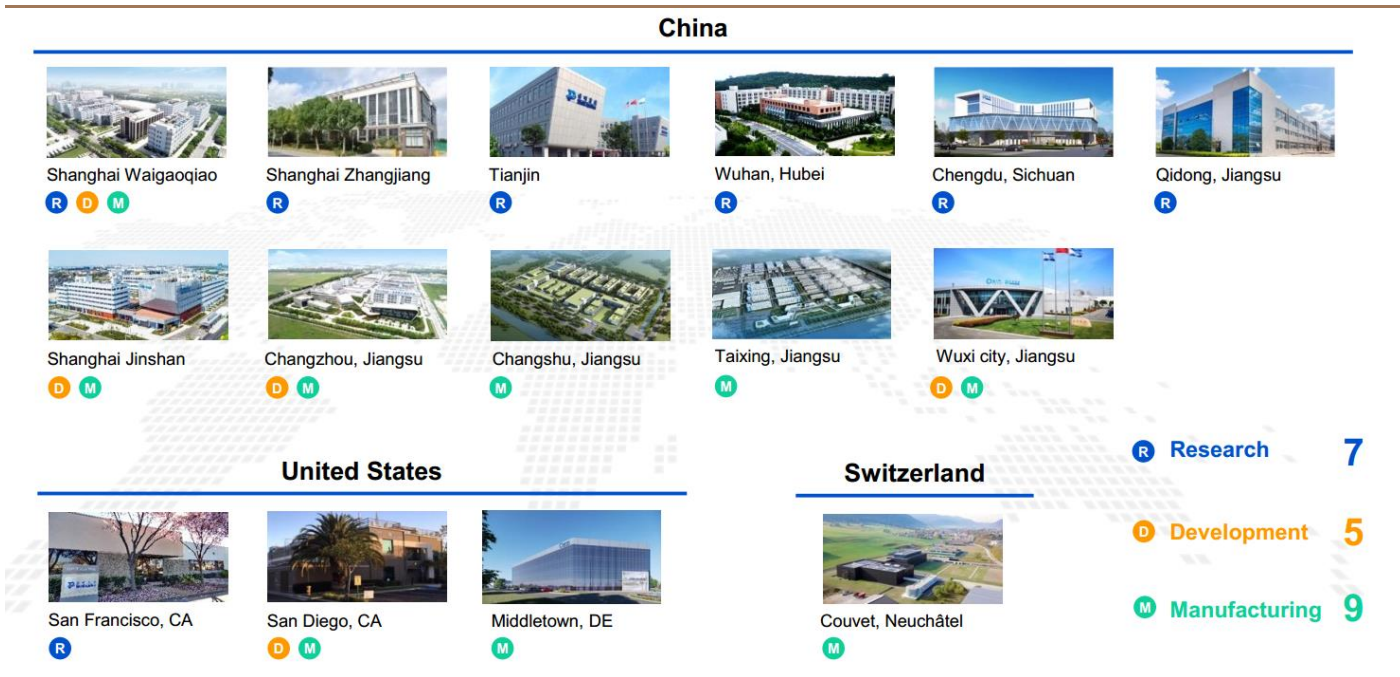 China
Shanghai Waigaoqiao
R D M
Shanghai Zhangjiang
R
Tianjin
R
Wuhan, Hubei
R
Chengdu, Sichuan
R
Qidong, Jiangsu
R
Shanghai Jinshan
D M
Changzhou, Jiangsu
D M
Changshu, Jiangsu
M
Taixing, Jiangsu
M
Wuxi city, Jiangsu
D M
United States
San Francisco, CA
R
San Diego, CA
D M
Middletown, DE
M
Switzerland
Couvet, Neuchâtel
M
R Research 7
D Development 5
M Manufacturing 9